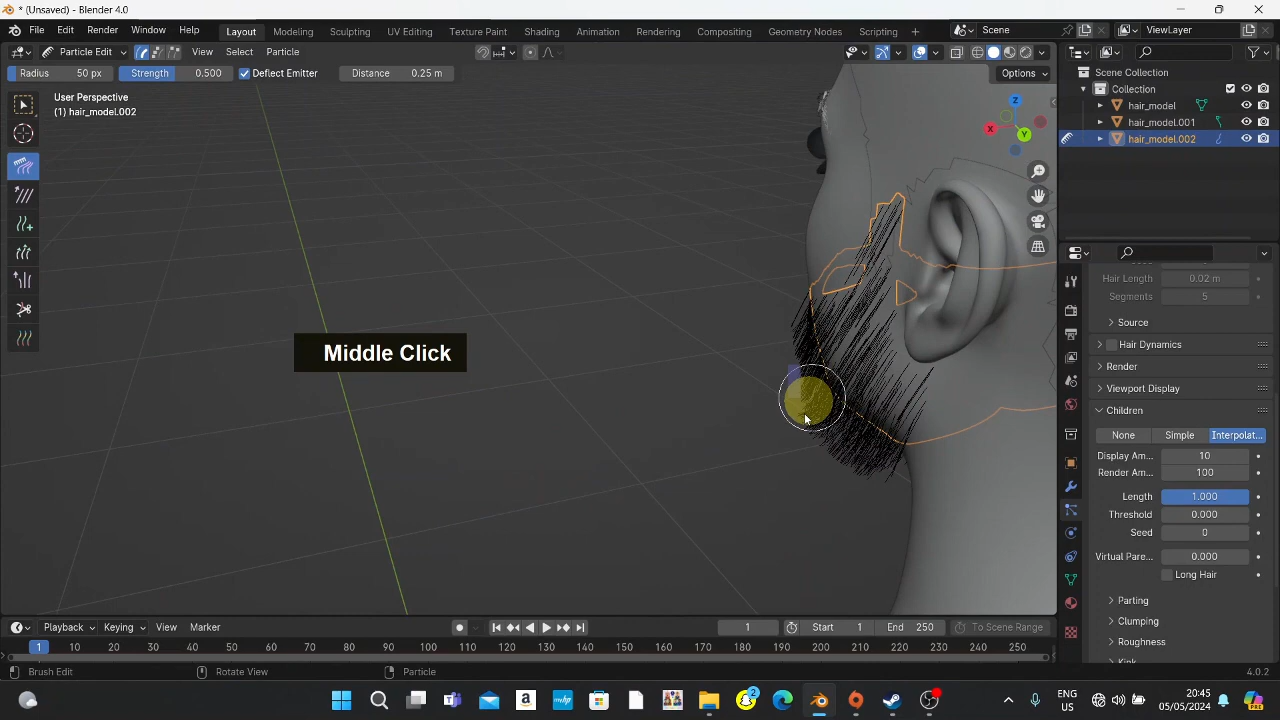 * (Unsaved) - Blender 4.0
File Edit Render Window Help Layout Modeling Sculpting UV Editing Texture Paint Shading Animation Rendering Compositing Geometry Nodes Scripting Scene ViewLayer
Particle Edit View Select Particle
Radius 50 px Strength 0.500 Deflect Emitter Distance 0.25 m Options
User Perspective
(1) hair_model.002
Z
X
Y
Middle Click
Scene Collection
Collection
hair_model
hair_model.001
hair_model.002
Hair Length 0.02 m
Segments 5
Source
Hair Dynamics
Render
Viewport Display
Children
None Simple Interpolat...
Display Am... 10
Render Am... 100
Length 1.000
Threshold 0.000
Seed 0
Virtual Pare... 0.000
Long Hair
Parting
Clumping
Roughness
Kink
Playback Keying View Marker 1 Start 1 End 250 To Scene Range
1 10 20 30 40 50 60 70 80 90 100 110 120 130 140 150 160 170 180 190 200 210 220 230 240 250
Brush Edit Rotate View Particle 4.0.2
ENG
US
20:45
05/05/2024